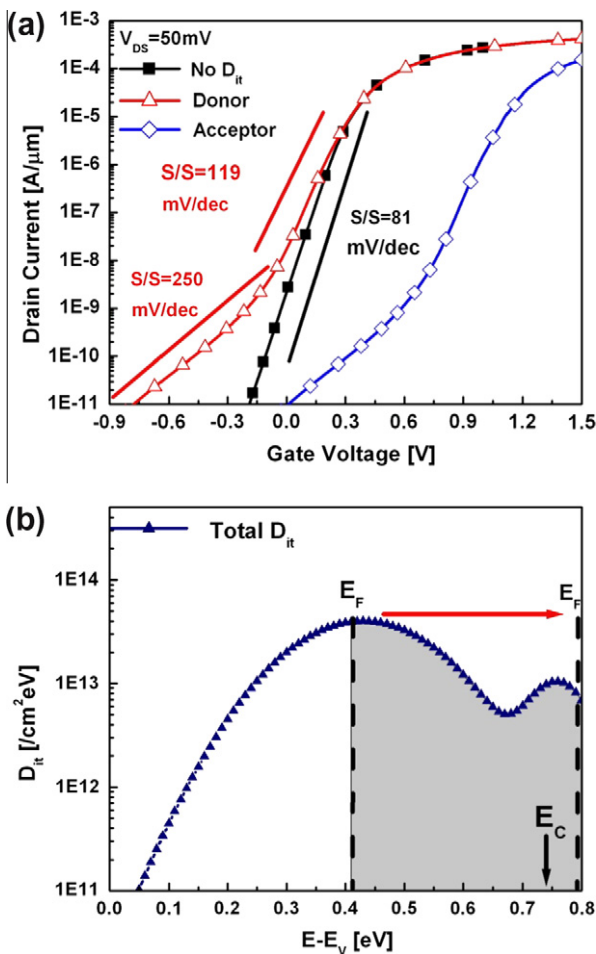 (a)
V_DS=50mV
No D_it
Donor
Acceptor
S/S=119
mV/dec
S/S=81
mV/dec
S/S=250
mV/dec
1E-3
1E-4
1E-5
1E-6
1E-7
1E-8
1E-9
1E-10
1E-11
Drain Current [A/μm]
-0.9 -0.6 -0.3 0.0 0.3 0.6 0.9 1.2 1.5
Gate Voltage [V]
(b)
Total D_it
E_F E_F
E_C
1E14
1E13
1E12
1E11
D_it [/cm²eV]
0.0 0.1 0.2 0.3 0.4 0.5 0.6 0.7 0.8
E-E_V [eV]